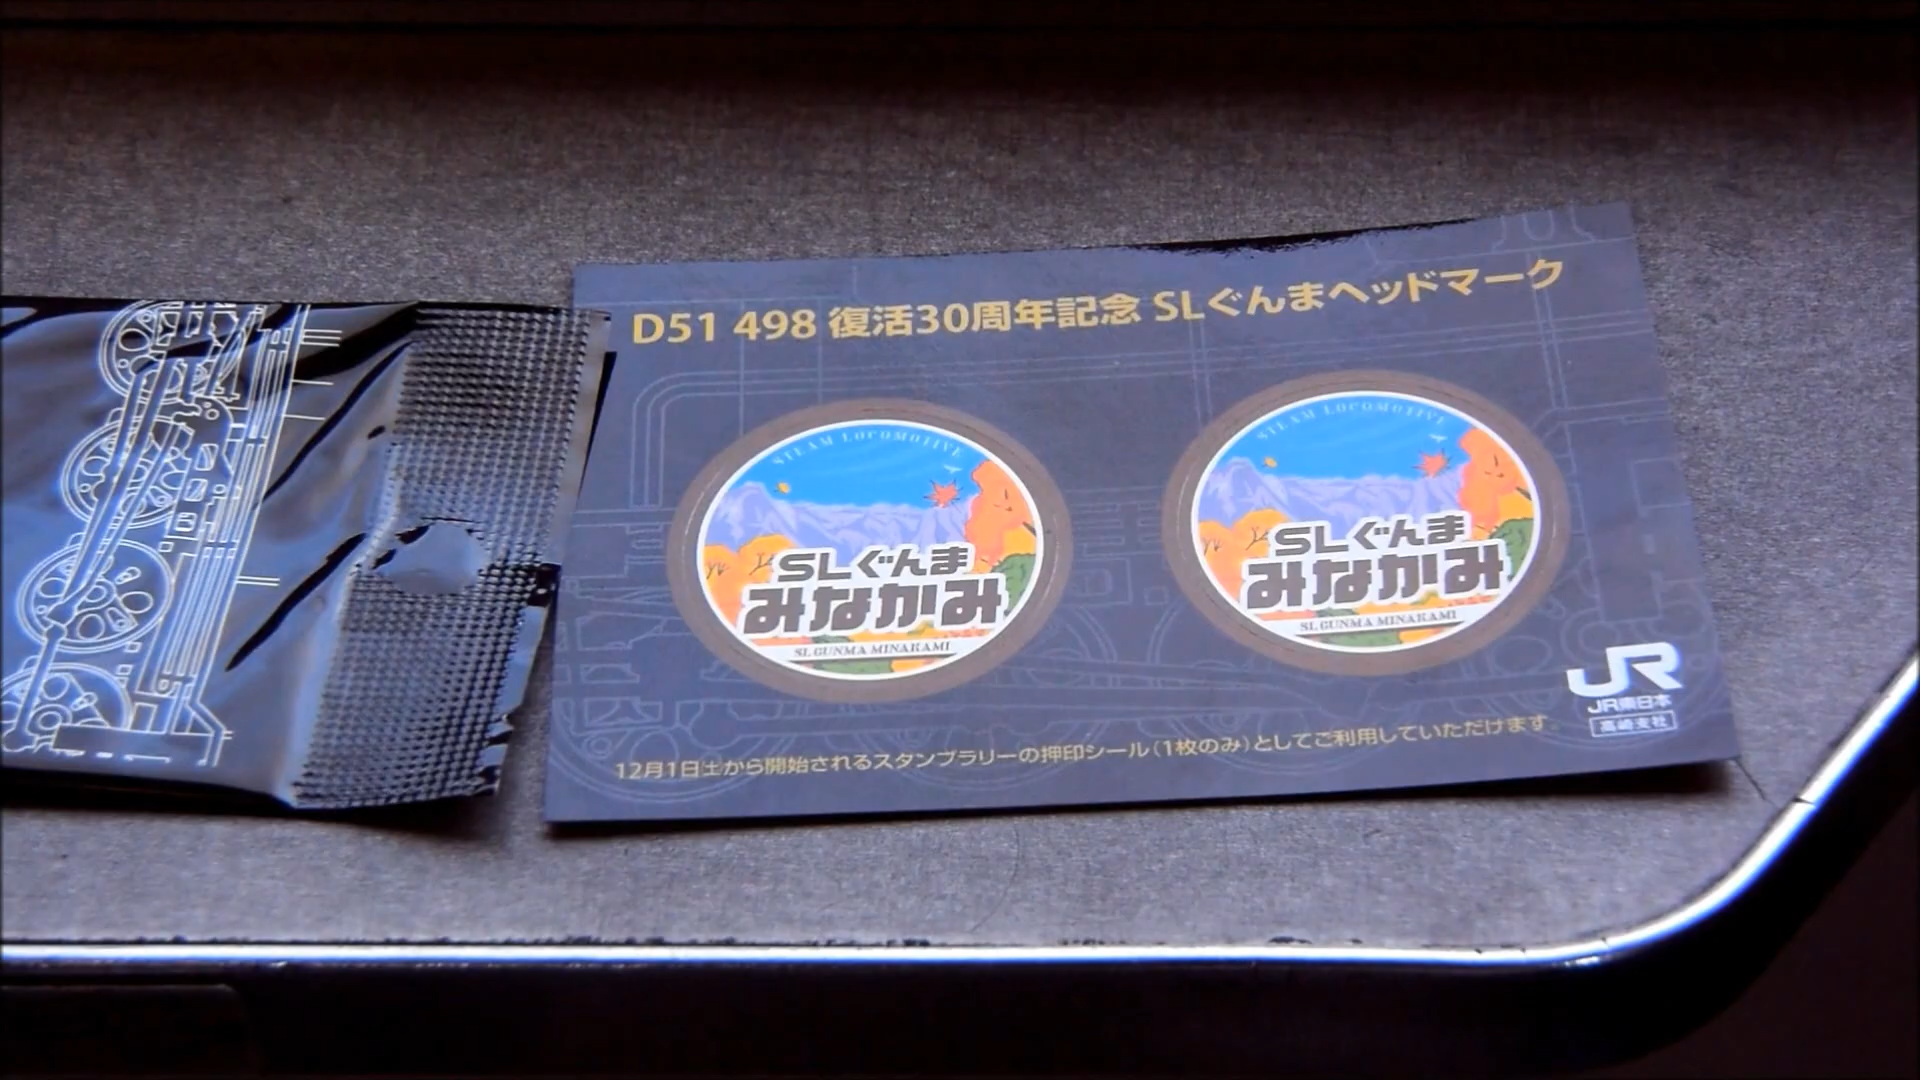 D51 498 復活30周年記念 SLぐんまヘッドマーク
STEAM LOCOMOTIVE
SLぐんま
みなかみ
SL GUNMA MINAKAMI
STEAM LOCOMOTIVE
SLぐんま
みなかみ
SL GUNMA MINAKAMI
JR
JR東日本
高崎支社
12月1日(土)から開始されるスタンプラリーの押印シール(1枚のみ)としてご利用していただけます。